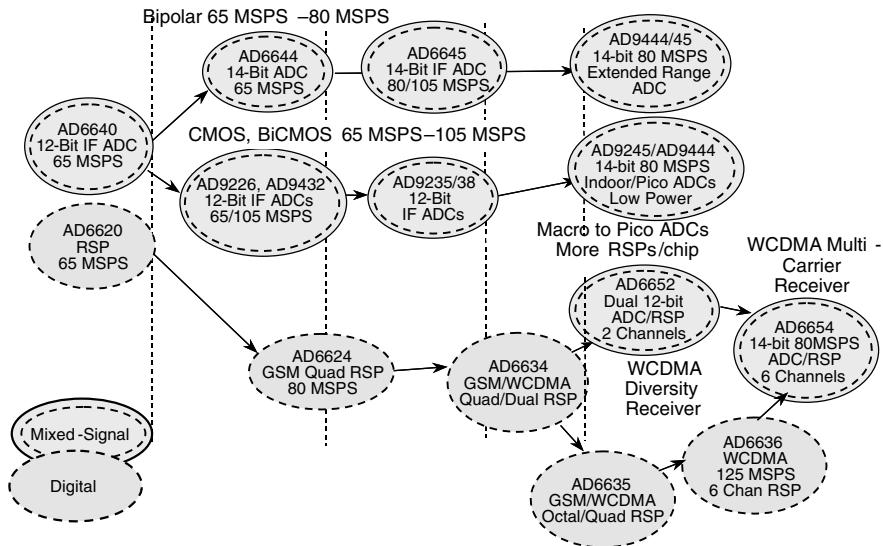 Bipolar 65 MSPS –80 MSPS
AD6644
14-Bit ADC
65 MSPS
AD6645
14-Bit IF ADC
80/105 MSPS
AD9444/45
14-bit 80 MSPS
Extended Range
ADC
AD6640
12-Bit IF ADC
65 MSPS
CMOS, BiCMOS 65 MSPS–105 MSPS
AD9226, AD9432
12-Bit IF ADCs
65/105 MSPS
AD9235/38
12-Bit
IF ADCs
AD9245/AD9444
14-bit 80 MSPS
Indoor/Pico ADCs
Low Power
AD6620
RSP
65 MSPS
Macro to Pico ADCs
More RSPs/chip
WCDMA Multi -
Carrier
Receiver
AD6652
Dual 12-bit
ADC/RSP
2 Channels
AD6654
14-bit 80MSPS
ADC/RSP
6 Channels
AD6624
GSM Quad RSP
80 MSPS
AD6634
GSM/WCDMA
Quad/Dual RSP
WCDMA
Diversity
Receiver
Mixed -Signal
Digital
AD6635
GSM/WCDMA
Octal/Quad RSP
AD6636
WCDMA
125 MSPS
6 Chan RSP